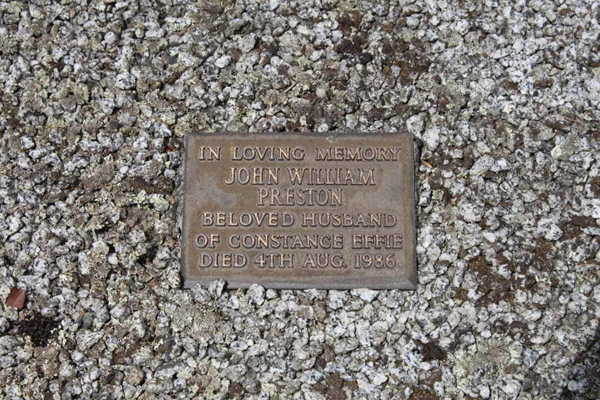 IN LOVING MEMORY
JOHN WILLIAM
PRESTON
BELOVED HUSBAND
OF CONSTANCE EFFIE
DIED 4TH AUG. 1986